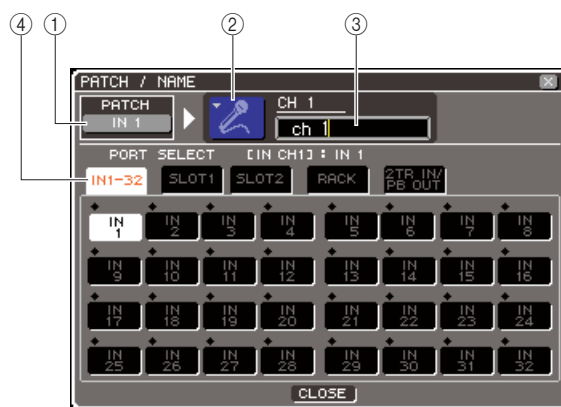 ④ ① ② ③
PATCH / NAME
PATCH
IN 1
CH 1
ch 1
PORT SELECT [IN CH1] : IN 1
IN1-32 SLOT1 SLOT2 RACK 2TR IN/
PB OUT
IN 1 IN 2 IN 3 IN 4 IN 5 IN 6 IN 7 IN 8
IN 9 IN 10 IN 11 IN 12 IN 13 IN 14 IN 15 IN 16
IN 17 IN 18 IN 19 IN 20 IN 21 IN 22 IN 23 IN 24
IN 25 IN 26 IN 27 IN 28 IN 29 IN 30 IN 31 IN 32
CLOSE